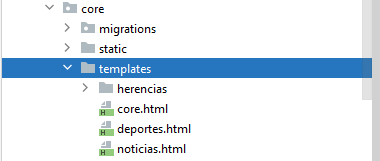 core
migrations
static
templates
herencias
core.html
deportes.html
noticias.html